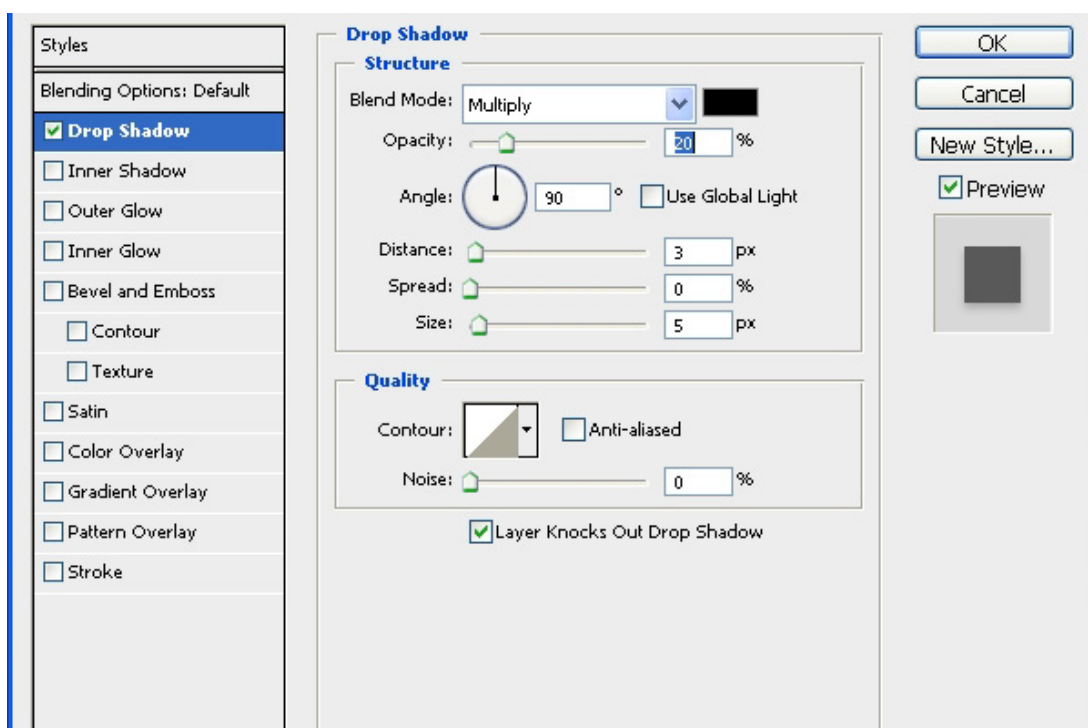 Styles
Blending Options: Default
Drop Shadow
Inner Shadow
Outer Glow
Inner Glow
Bevel and Emboss
Contour
Texture
Satin
Color Overlay
Gradient Overlay
Pattern Overlay
Stroke
Drop Shadow
Structure
Blend Mode: Multiply
Opacity: 20 %
Angle: 90 ° Use Global Light
Distance: 3 px
Spread: 0 %
Size: 5 px
Quality
Contour: Anti-aliased
Noise: 0 %
Layer Knocks Out Drop Shadow
OK
Cancel
New Style...
Preview